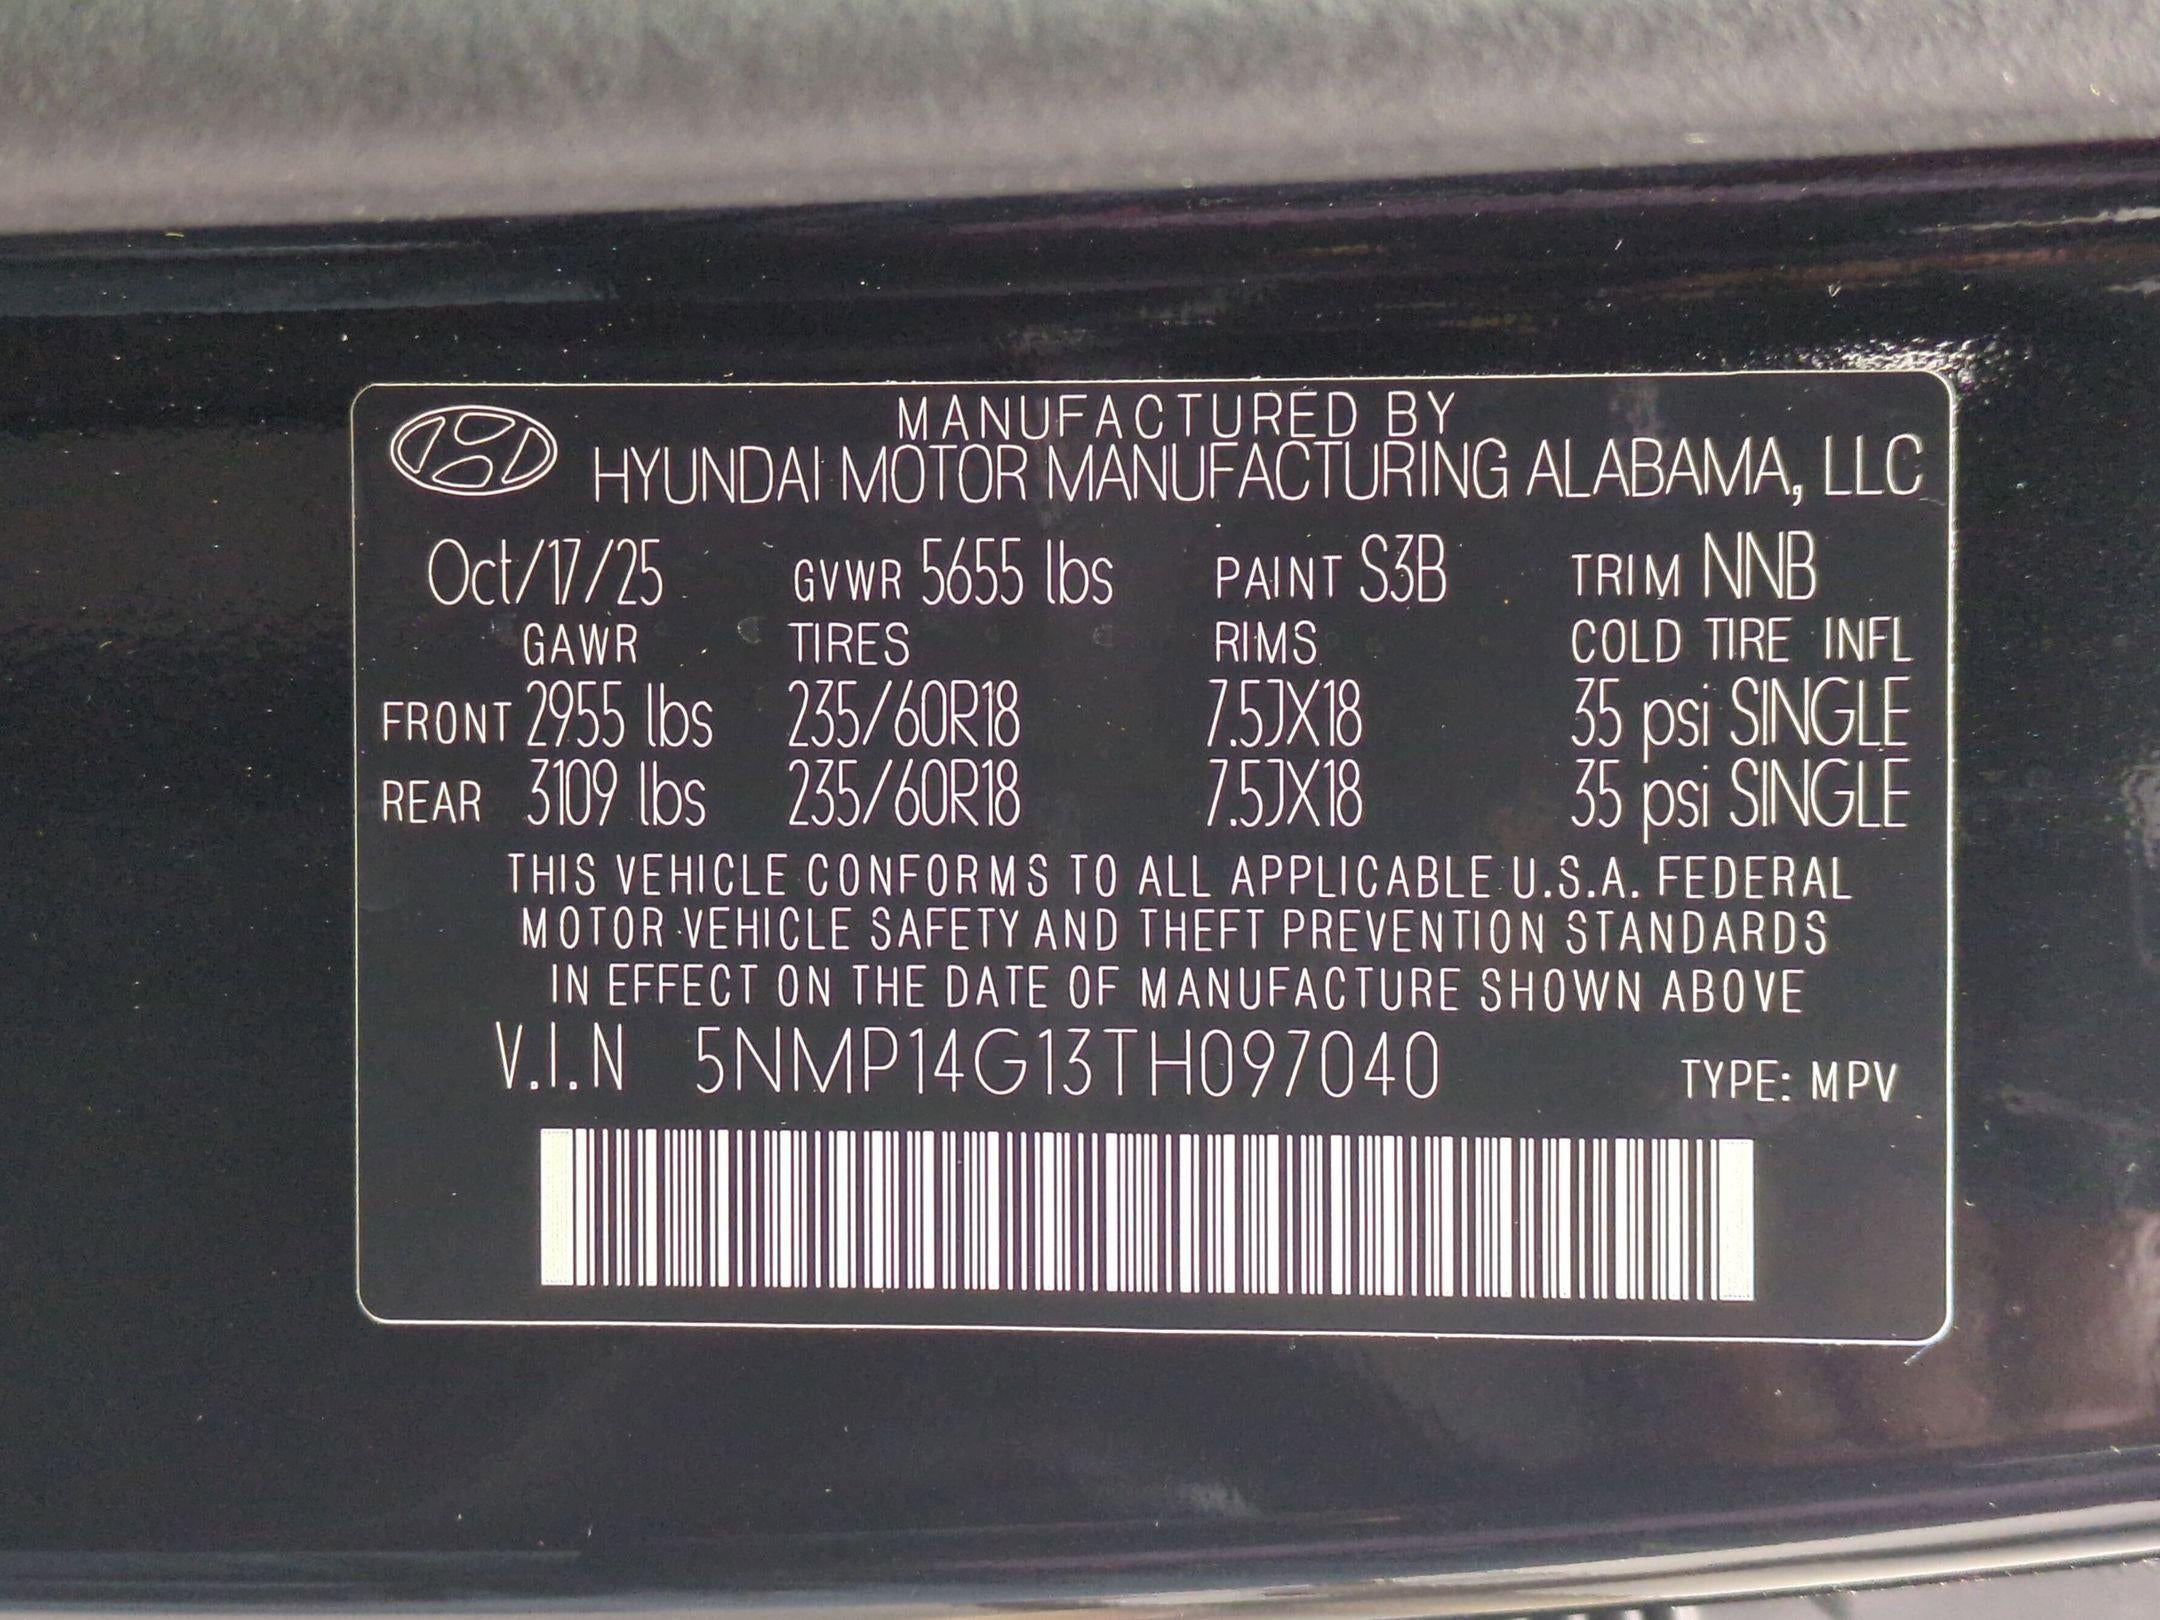 MANUFACTURED BY
HYUNDAI MOTOR MANUFACTURING ALABAMA, LLC
Oct/17/25 GVWR 5655 lbs PAINT S3B TRIM NNB
GAWR TIRES RIMS COLD TIRE INFL
FRONT 2955 lbs 235/60R18 7.5JX18 35 psi SINGLE
REAR 3109 lbs 235/60R18 7.5JX18 35 psi SINGLE
THIS VEHICLE CONFORMS TO ALL APPLICABLE U.S.A. FEDERAL
MOTOR VEHICLE SAFETY AND THEFT PREVENTION STANDARDS
IN EFFECT ON THE DATE OF MANUFACTURE SHOWN ABOVE
V.I.N 5NMP14G13TH097040 TYPE: MPV